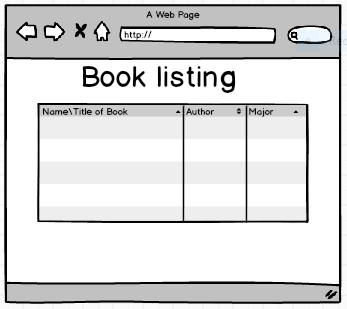 A Web Page
http://
Book listing
Name\Title of Book Author Major